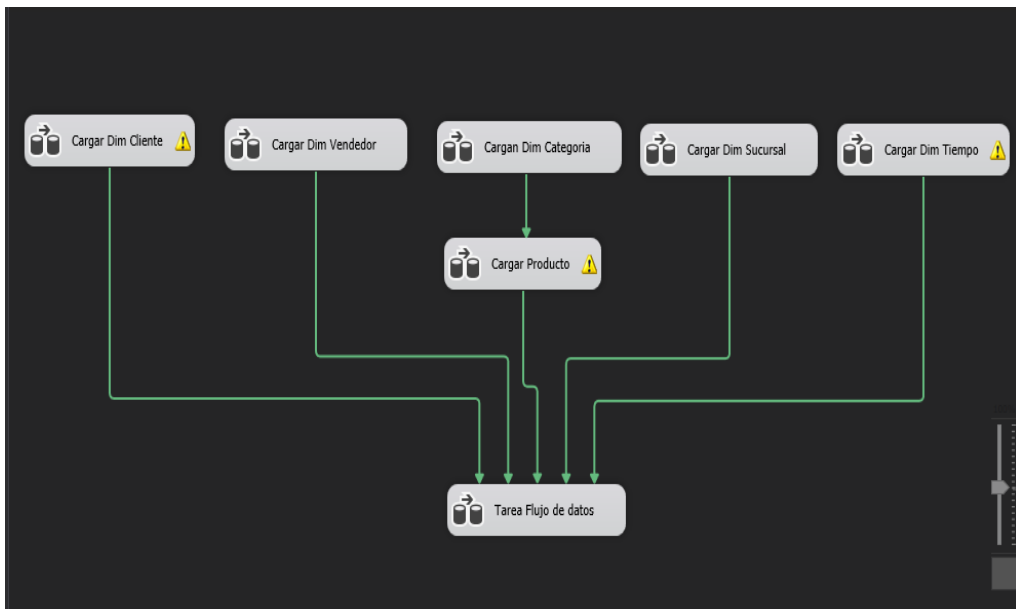 Cargar Dim Cliente
Cargar Dim Vendedor
Cargan Dim Categoria
Cargar Dim Sucursal
Cargar Dim Tiempo
Cargar Producto
Tarea Flujo de datos